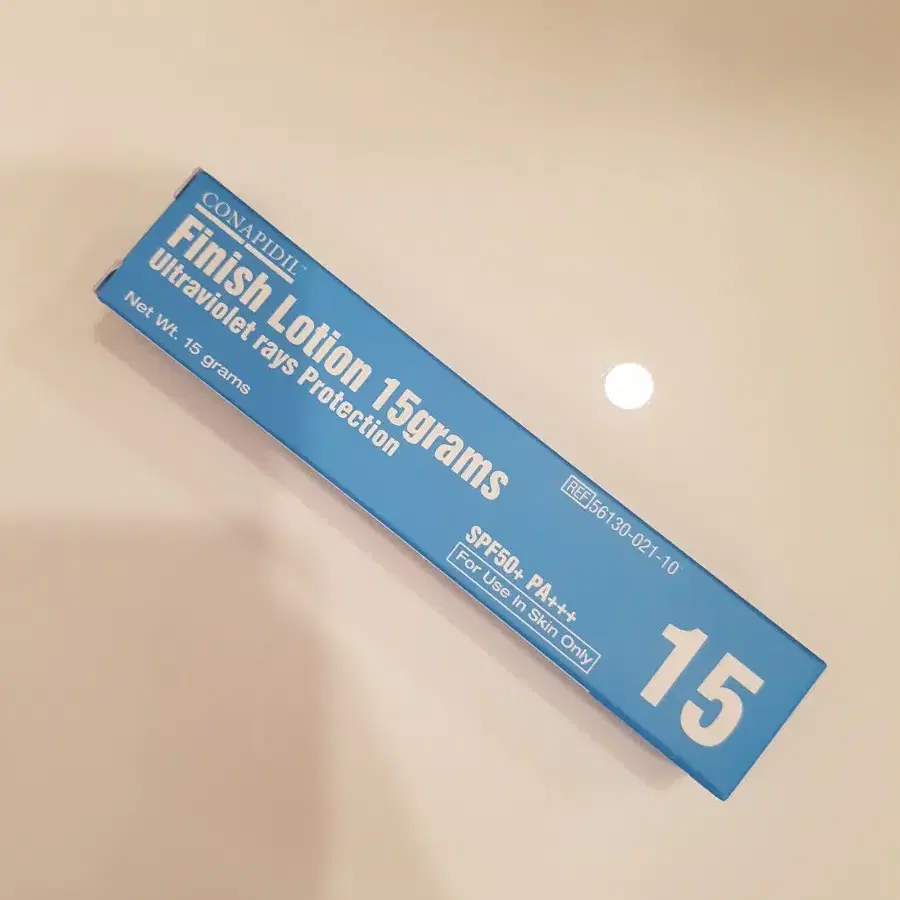 CONAPIDIL™
Finish Lotion 15grams
Ultraviolet rays Protection
Net Wt. 15 grams
REF 56130-021-10
SPF50+ PA+++
For Use In Skin Only
15